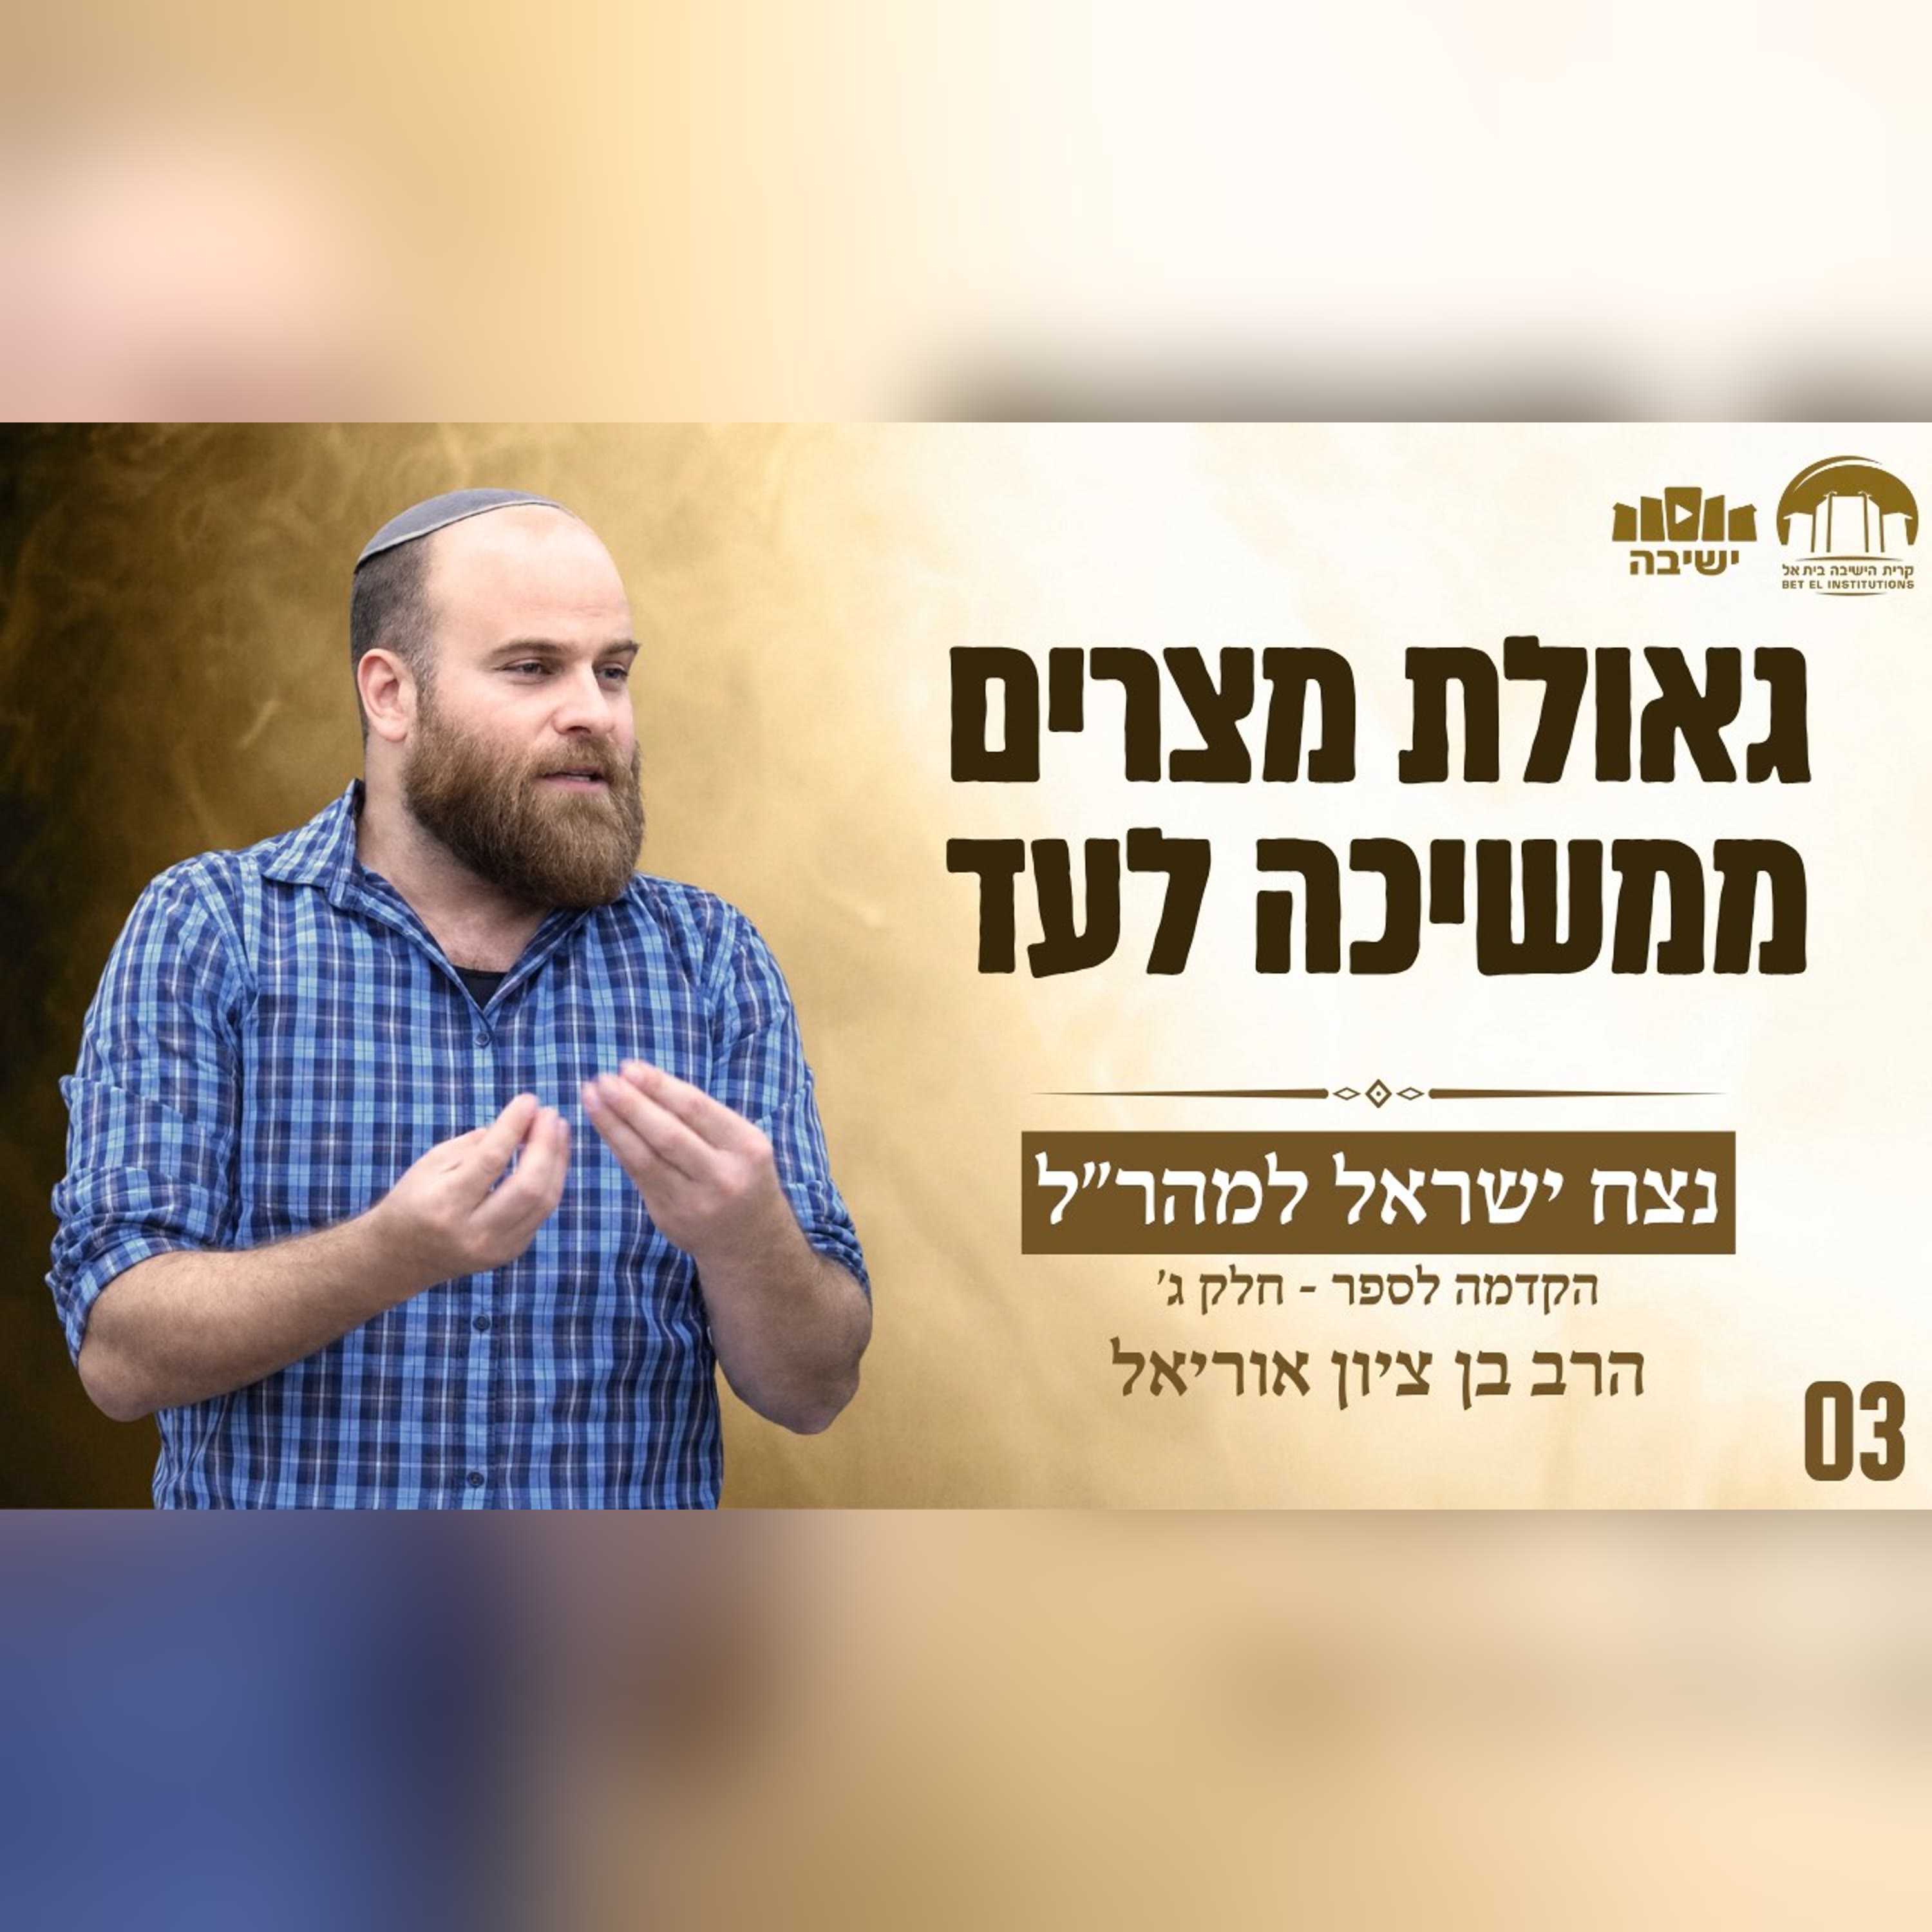 ישיבה
קרית הישיבה בית אל
BET EL INSTITUTIONS
גאולת מצרים
ממשיכה לעד
נצח ישראל למהר״ל
הקדמה לספר - חלק ג׳
הרב בן ציון אוריאל
03